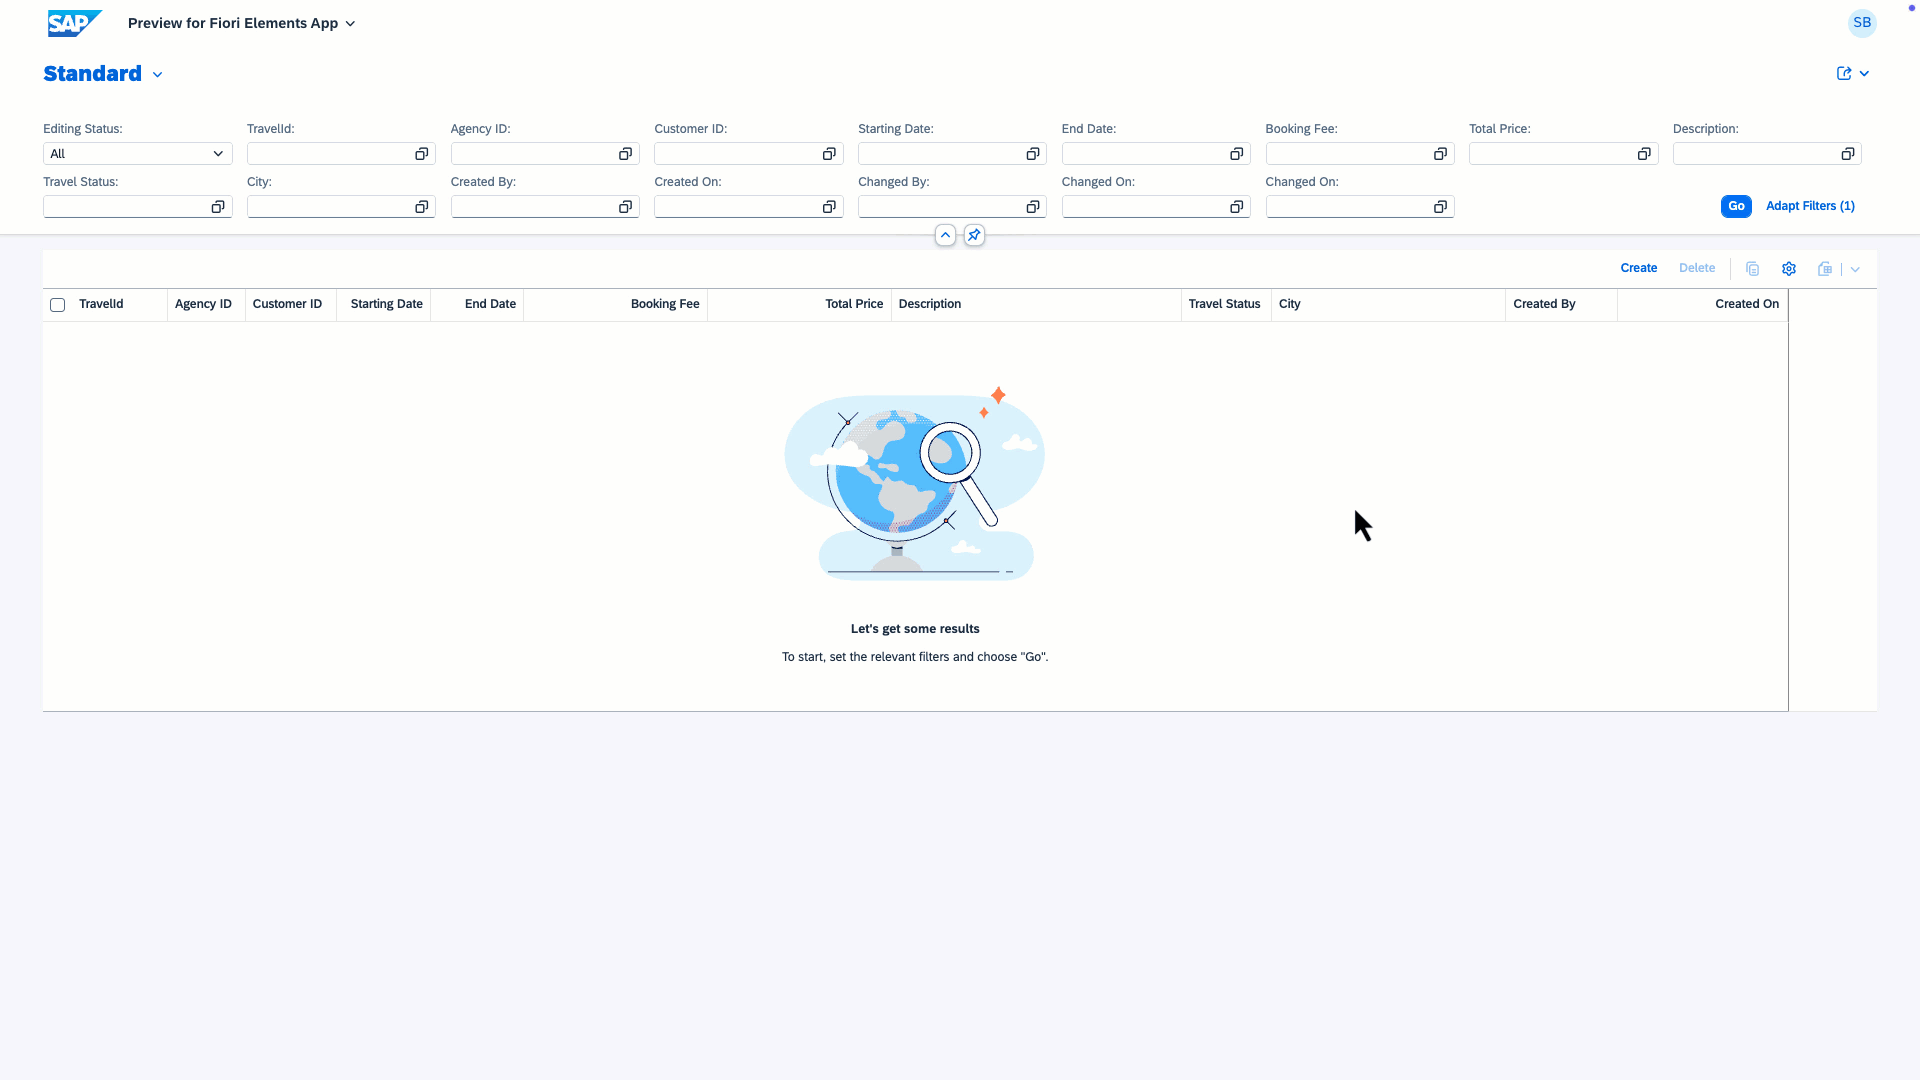 SAP Preview for Fiori Elements App SB
Standard
Editing Status: TravelId: Agency ID: Customer ID: Starting Date: End Date: Booking Fee: Total Price: Description:
All
Travel Status: City: Created By: Created On: Changed By: Changed On: Changed On:
Go Adapt Filters (1)
Create Delete
TravelId Agency ID Customer ID Starting Date End Date Booking Fee Total Price Description Travel Status City Created By Created On
Let's get some results
To start, set the relevant filters and choose "Go".